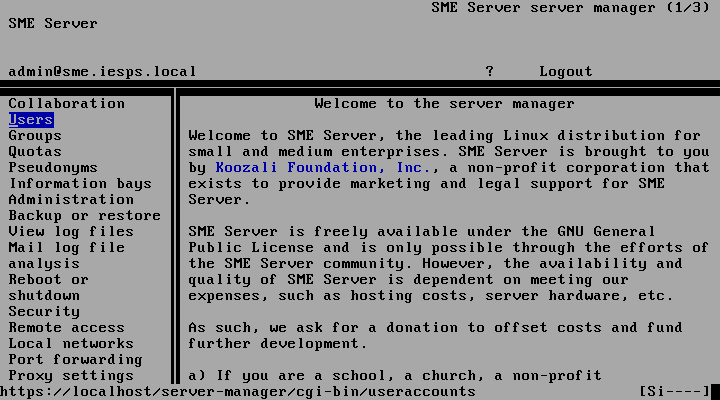 SME Server server manager (1/3)
SME Server
admin@sme.iesps.local ? Logout
Collaboration
Users
Groups
Quotas
Pseudonyms
Information bays
Administration
Backup or restore
View log files
Mail log file
analysis
Reboot or
shutdown
Security
Remote access
Local networks
Port forwarding
Proxy settings
Welcome to the server manager
Welcome to SME Server, the leading Linux distribution for
small and medium enterprises. SME Server is brought to you
by Koozali Foundation, Inc., a non-profit corporation that
exists to provide marketing and legal support for SME
Server.
SME Server is freely available under the GNU General
Public License and is only possible through the efforts of
the SME Server community. However, the availability and
quality of SME Server is dependent on meeting our
expenses, such as hosting costs, server hardware, etc.
As such, we ask for a donation to offset costs and fund
further development.
a) If you are a school, a church, a non-profit
https://localhost/server-manager/cgi-bin/useraccounts [Si----]